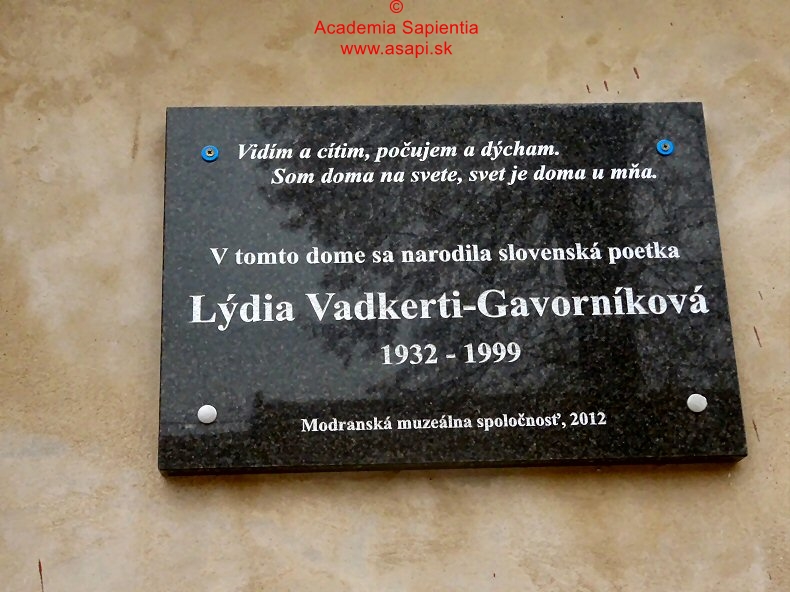 ©
Academia Sapientia
www.asapi.sk
Vidím a cítim, počujem a dýcham.
Som doma na svete, svet je doma u mňa.
V tomto dome sa narodila slovenská poetka
Lýdia Vadkerti-Gavorníková
1932 - 1999
Modranská muzeálna spoločnosť, 2012